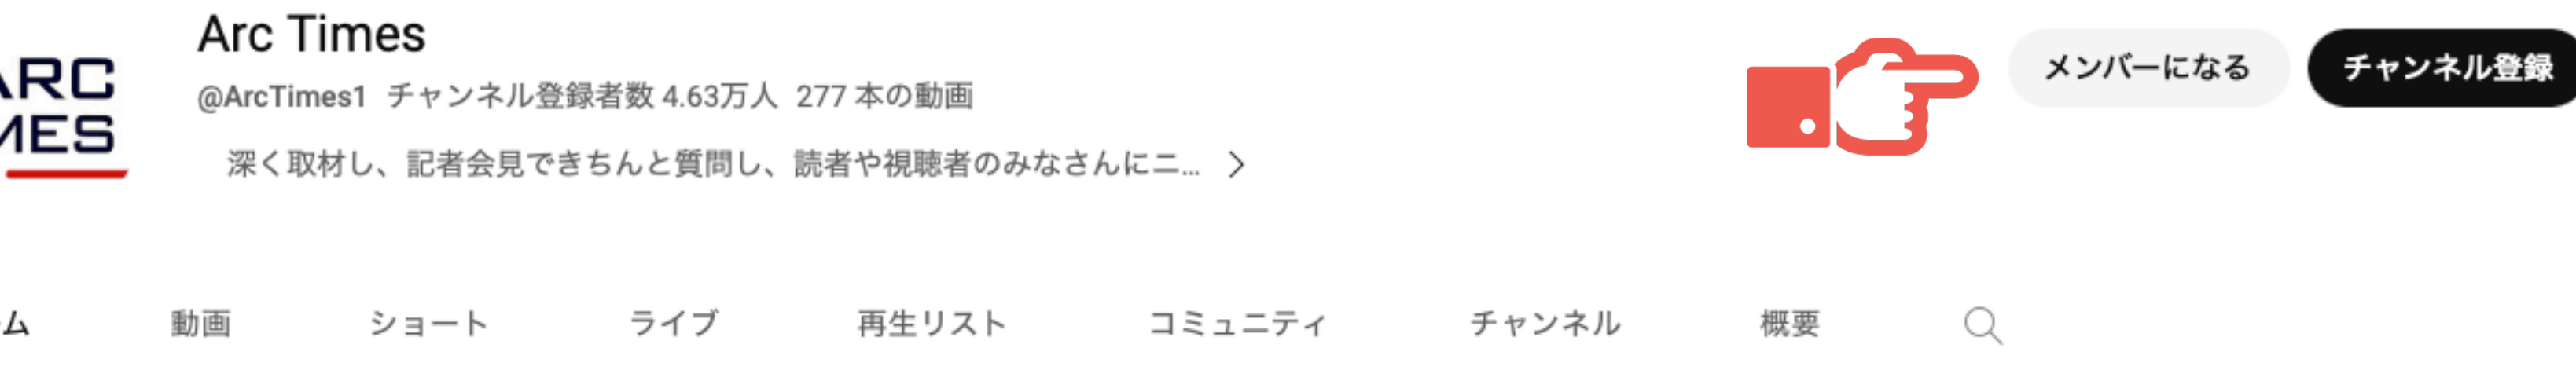 ARC
TIMES
Arc Times
@ArcTimes1 チャンネル登録者数 4.63万人 277 本の動画
深く取材し、記者会見できちんと質問し、読者や視聴者のみなさんにニ...
メンバーになる
チャンネル登録
ム 動画 ショート ライブ 再生リスト コミュニティ チャンネル 概要